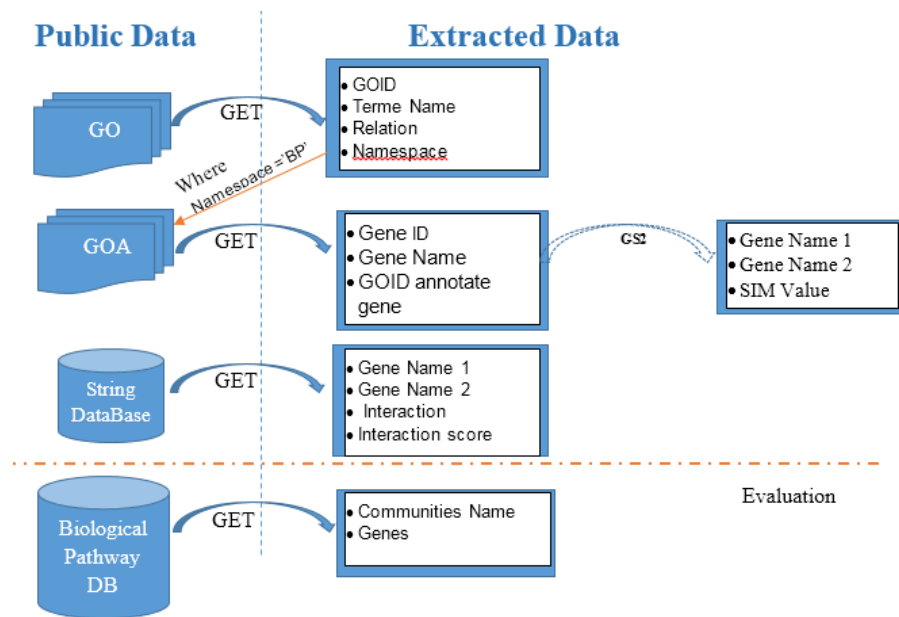 Public Data
Extracted Data
GO
GET
• GOID
• Terme Name
• Relation
• Namespace
Where
Namespace ='BP'
GOA
GET
• Gene ID
• Gene Name
• GOID annotate
gene
GS2
• Gene Name 1
• Gene Name 2
• SIM Value
String
DataBase
GET
• Gene Name 1
• Gene Name 2
• Interaction
• Interaction score
Evaluation
Biological
Pathway
DB
GET
• Communities Name
• Genes